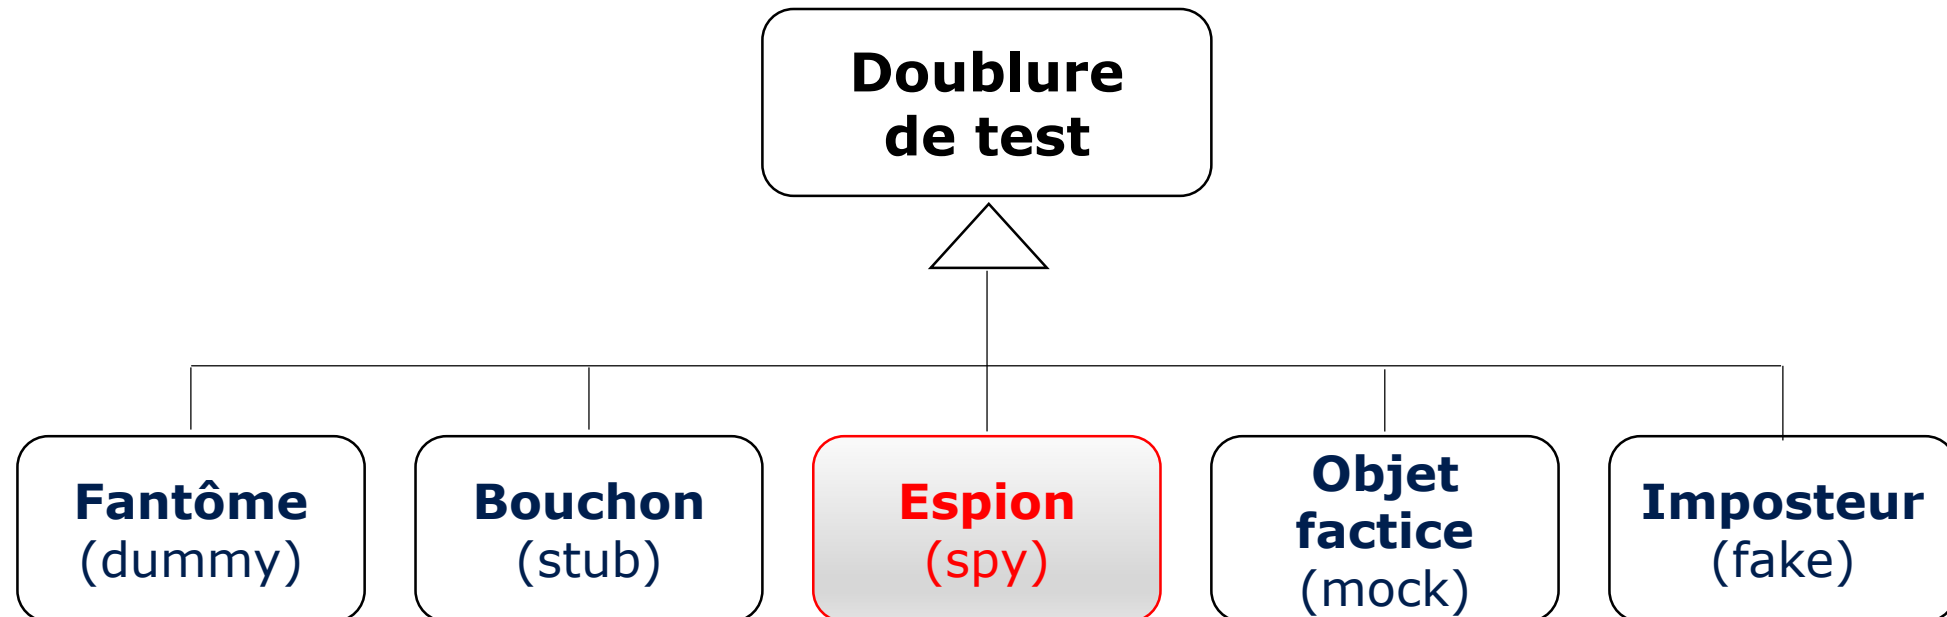 Doublure
de test
Fantôme
(dummy)
Bouchon
(stub)
Espion
(spy)
Objet
factice
(mock)
Imposteur
(fake)